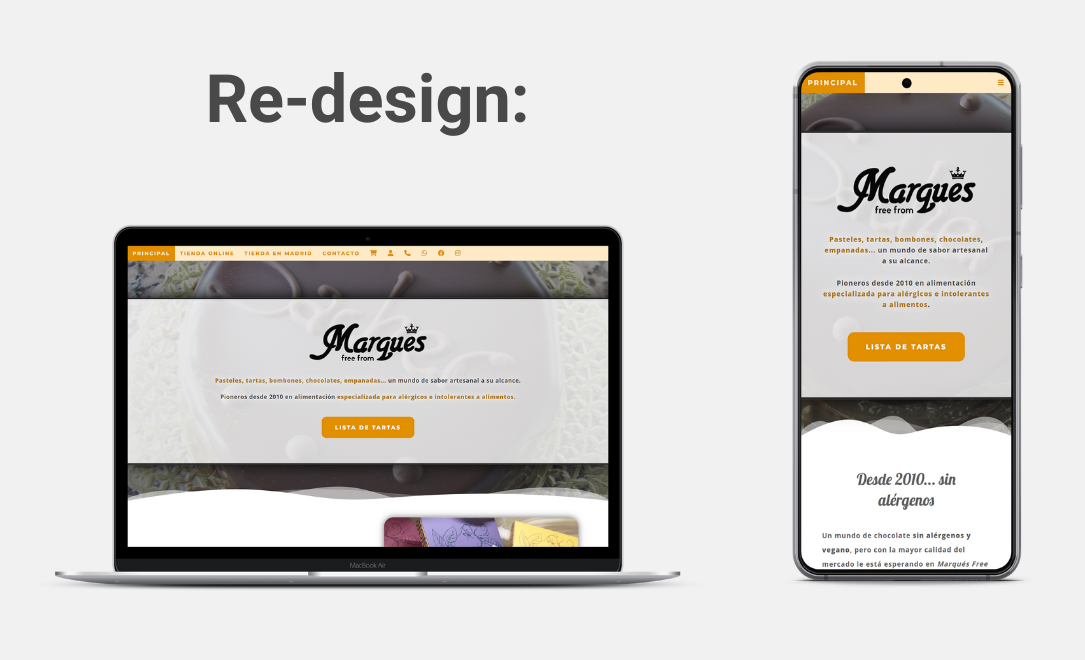 Re-design:
PRINCIPAL TIENDA ONLINE TIENDA EN MADRID CONTACTO
Marques
free from
Pasteles, tartas, bombones, chocolates, empanadas... un mundo de sabor artesanal a su alcance.
Pioneros desde 2010 en alimentación especializada para alérgicos e intolerantes a alimentos.
LISTA DE TARTAS
MacBook Air
PRINCIPAL
Marques
free from
Pasteles, tartas, bombones, chocolates,
empanadas... un mundo de sabor artesanal
a su alcance.
Pioneros desde 2010 en alimentación
especializada para alérgicos e intolerantes
a alimentos.
LISTA DE TARTAS
Desde 2010... sin
alérgenos
Un mundo de chocolate sin alérgenos y
vegano, pero con la mayor calidad del
mercado le está esperando en Marqués Free